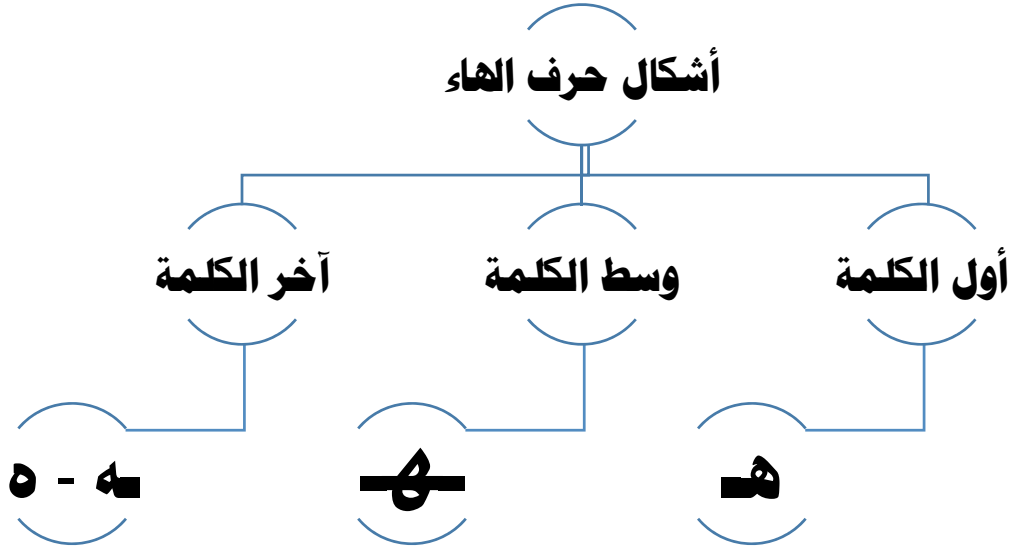 أشكال حرف الهاء
أول الكلمة
وسط الكلمة
آخر الكلمة
هـ
ـهـ
ـه - ه